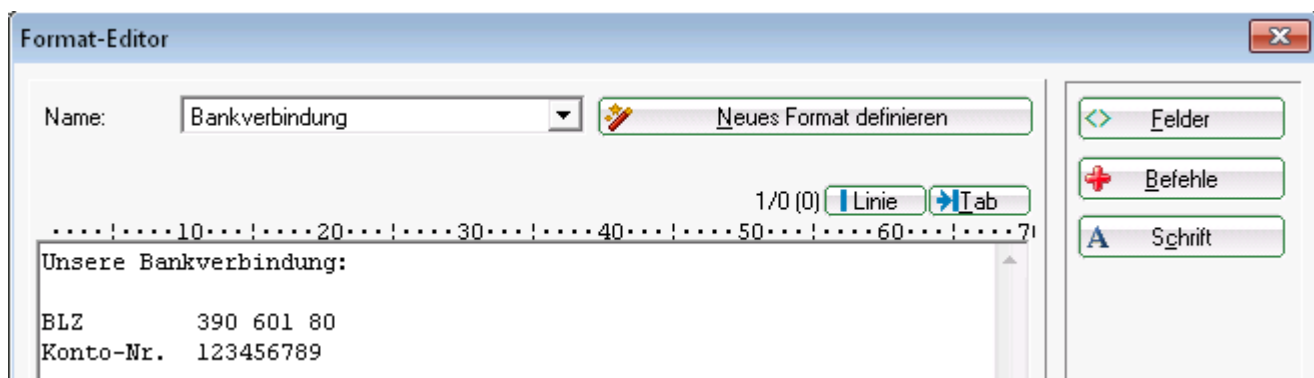 Format-Editor
Name: Bankverbindung Neues Format definieren Felder
Befehle
1/0 (0) Linie Tab
····¦····10···¦····20···¦····30···¦····40···¦····50···¦····60···¦····7
Schrift
Unsere Bankverbindung:
BLZ 390 601 80
Konto-Nr. 123456789